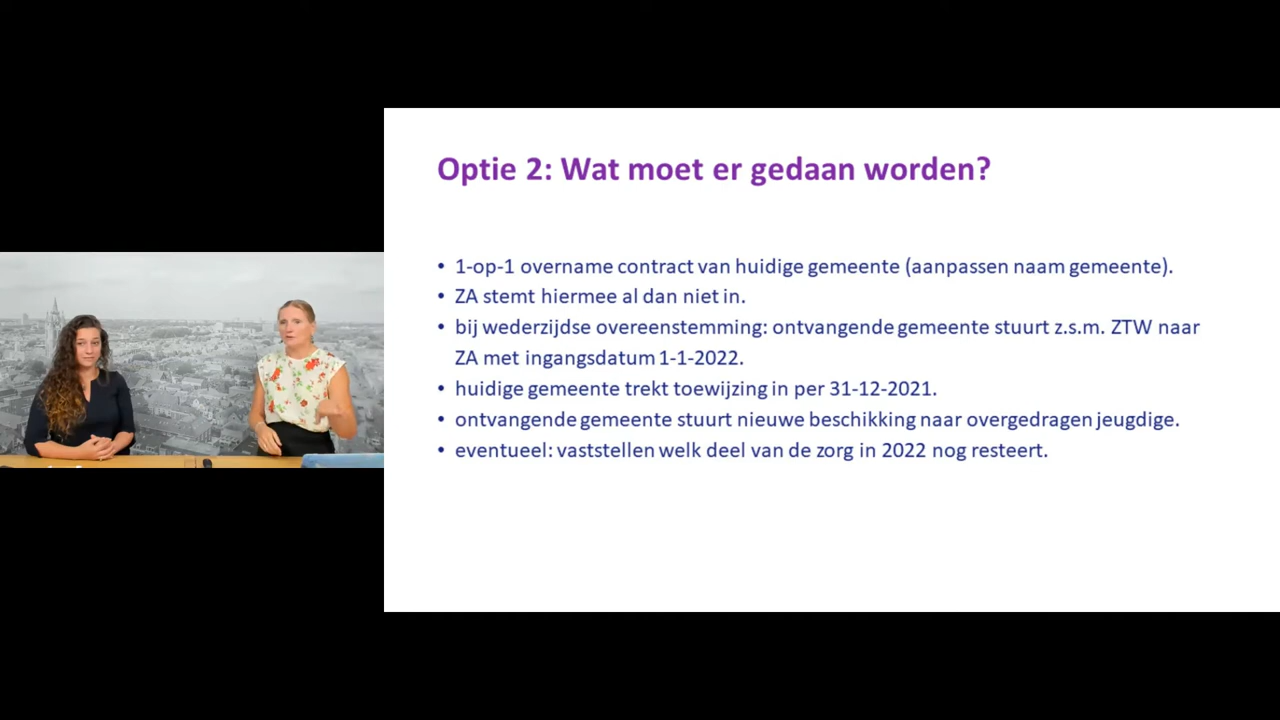 Optie 2: Wat moet er gedaan worden?
• 1-op-1 overname contract van huidige gemeente (aanpassen naam gemeente).
• ZA stemt hiermee al dan niet in.
• bij wederzijdse overeenstemming: ontvangende gemeente stuurt z.s.m. ZTW naar
ZA met ingangsdatum 1-1-2022.
• huidige gemeente trekt toewijzing in per 31-12-2021.
• ontvangende gemeente stuurt nieuwe beschikking naar overgedragen jeugdige.
• eventueel: vaststellen welk deel van de zorg in 2022 nog resteert.